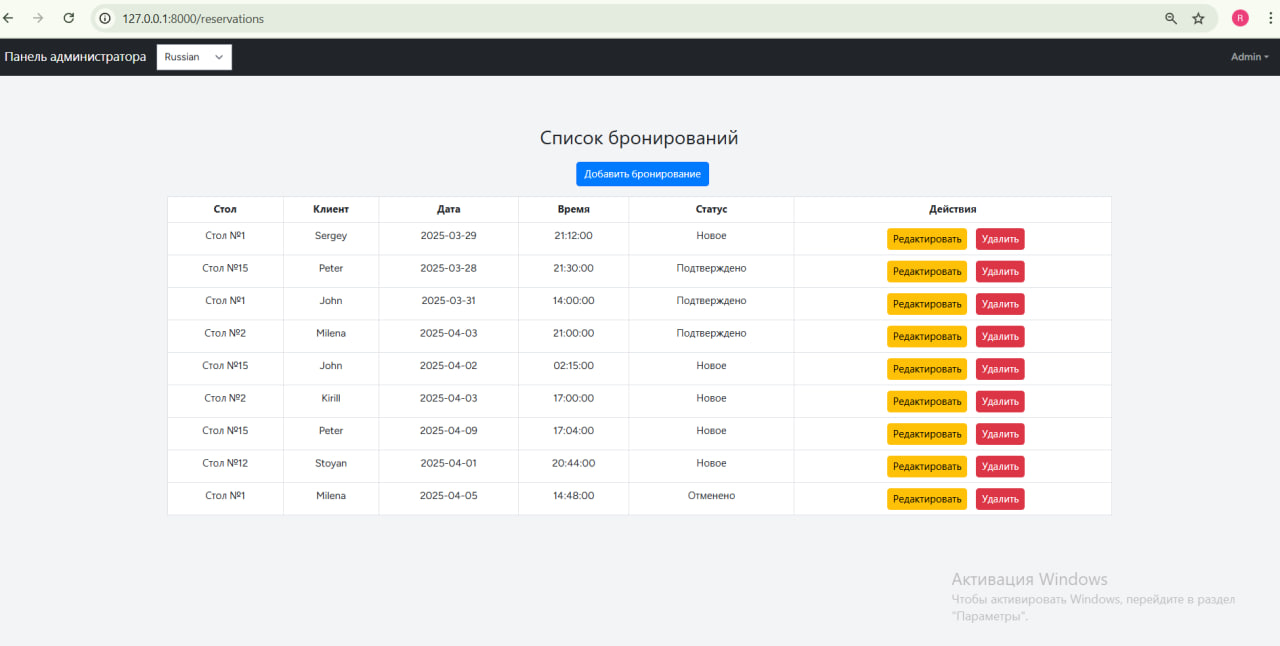 127.0.0.1:8000/reservations
R
Панель администратора Russian Admin
Список бронирований
Добавить бронирование
Стол Клиент Дата Время Статус Действия
Стол №1 Sergey 2025-03-29 21:12:00 Новое Редактировать Удалить
Стол №15 Peter 2025-03-28 21:30:00 Подтверждено Редактировать Удалить
Стол №1 John 2025-03-31 14:00:00 Подтверждено Редактировать Удалить
Стол №2 Milena 2025-04-03 21:00:00 Подтверждено Редактировать Удалить
Стол №15 John 2025-04-02 02:15:00 Новое Редактировать Удалить
Стол №2 Kirill 2025-04-03 17:00:00 Новое Редактировать Удалить
Стол №15 Peter 2025-04-09 17:04:00 Новое Редактировать Удалить
Стол №12 Stoyan 2025-04-01 20:44:00 Новое Редактировать Удалить
Стол №1 Milena 2025-04-05 14:48:00 Отменено Редактировать Удалить
Активация Windows
Чтобы активировать Windows, перейдите в раздел
"Параметры".